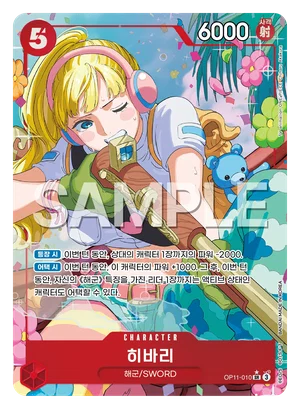 5
6000
사격
射
SAMPLE
등장 시 이번 턴 동안, 상대의 캐릭터 1장까지의 파워 -2000.
어택 시 이번 턴 동안, 이 캐릭터의 파워 +1000. 그 후, 이번 턴
동안, 자신의 《해군》 특징을 가진 리더 1장까지는 액티브 상태인
캐릭터도 어택할 수 있다.
CHARACTER
히바리
해군/SWORD
OP11-010 SR 3